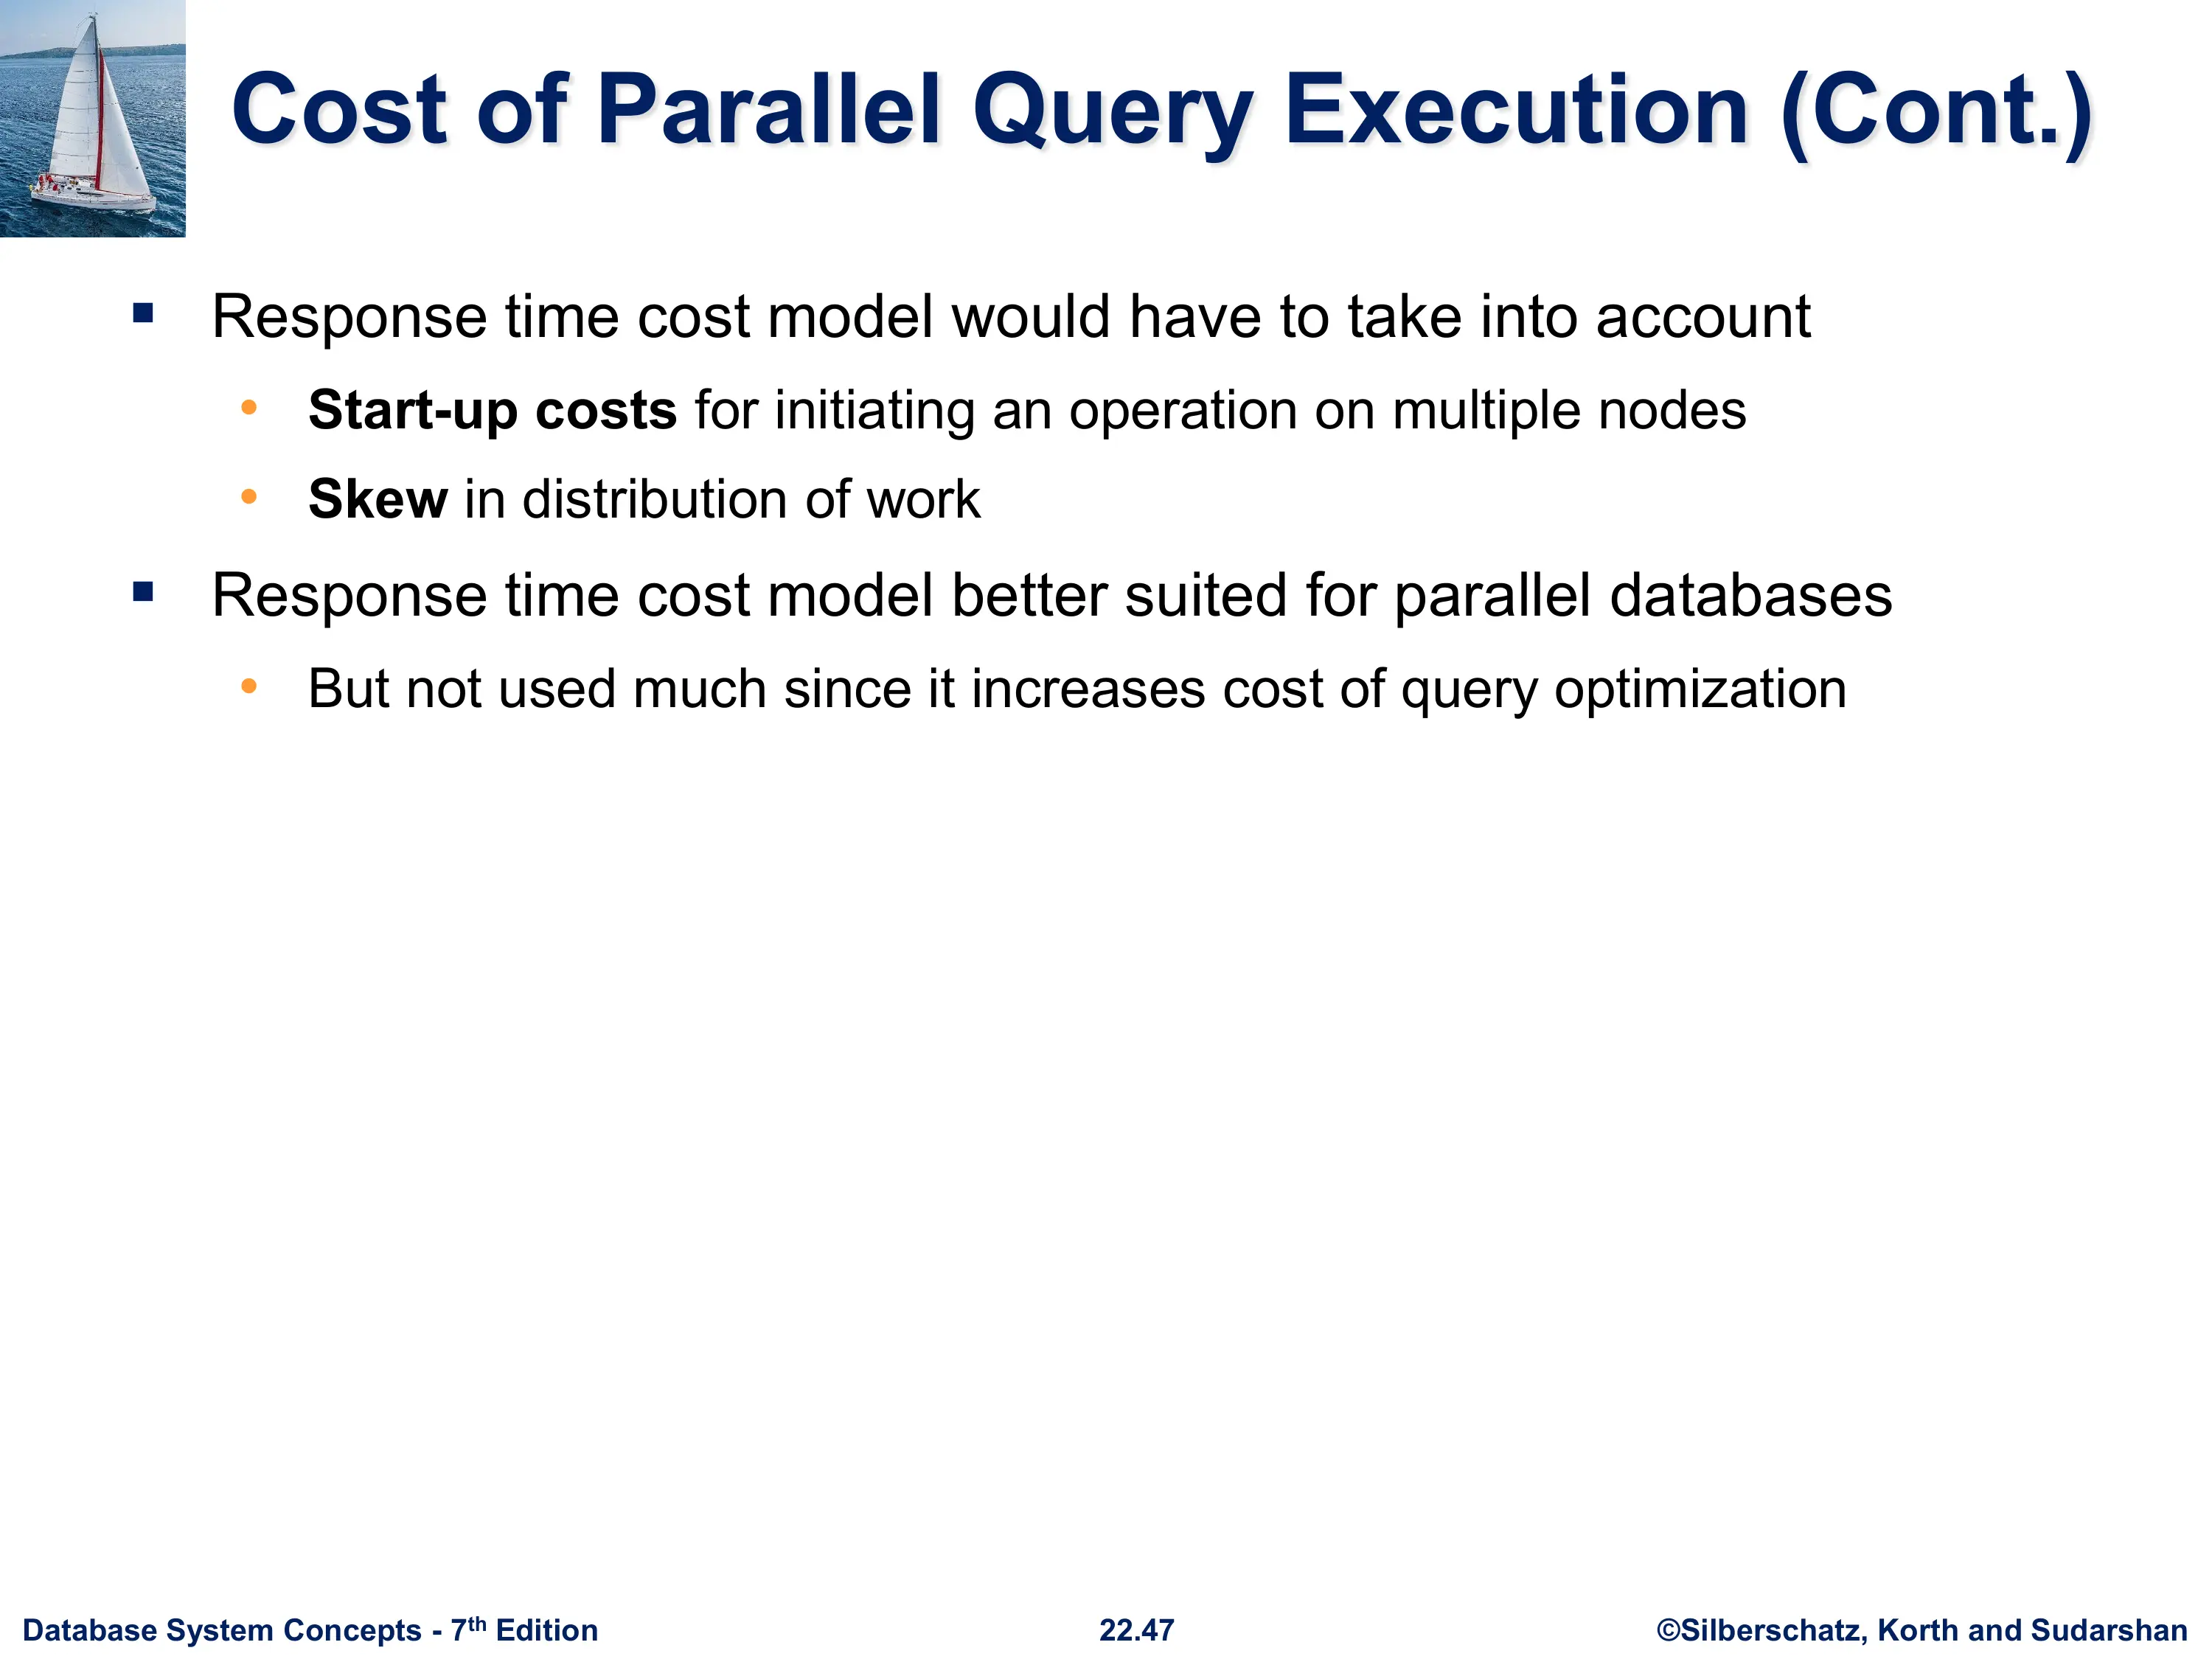 Cost of Parallel Query Execution (Cont.)
▪ Response time cost model would have to take into account
• Start-up costs for initiating an operation on multiple nodes
• Skew in distribution of work
▪ Response time cost model better suited for parallel databases
• But not used much since it increases cost of query optimization
Database System Concepts - 7th Edition
22.47
©Silberschatz, Korth and Sudarshan